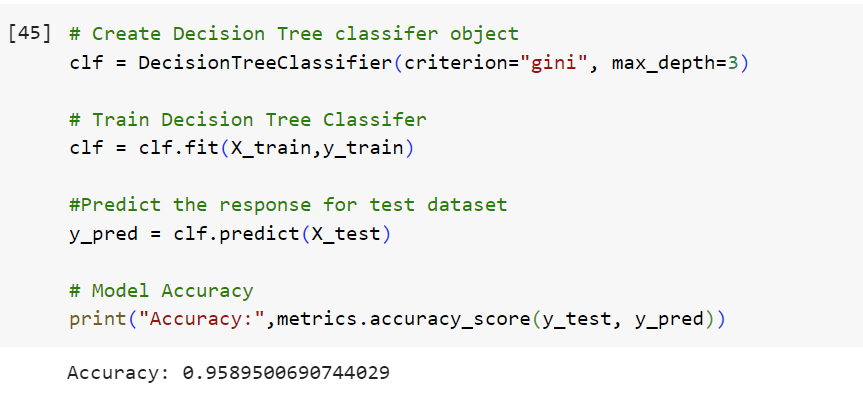 [45] # Create Decision Tree classifer object
clf = DecisionTreeClassifier(criterion="gini", max_depth=3)
# Train Decision Tree Classifer
clf = clf.fit(X_train,y_train)
#Predict the response for test dataset
y_pred = clf.predict(X_test)
# Model Accuracy
print("Accuracy:",metrics.accuracy_score(y_test, y_pred))
Accuracy: 0.9589500690744029